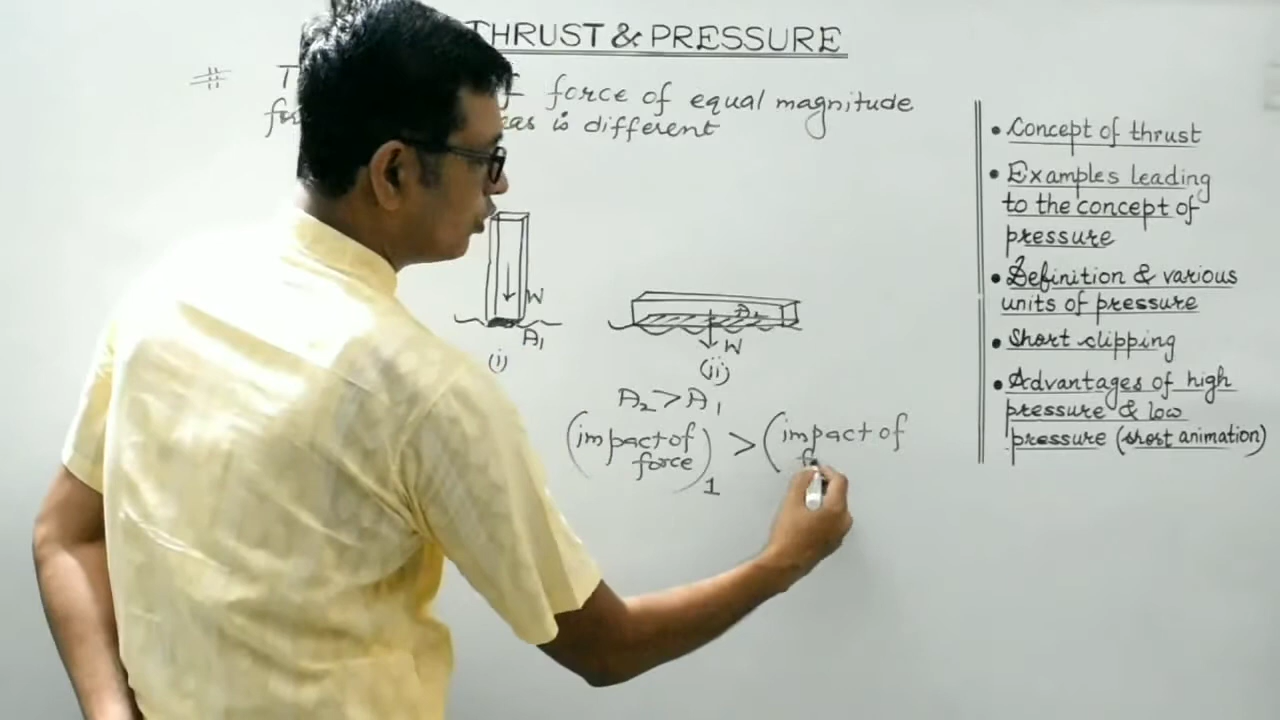 THRUST & PRESSURE
force of equal magnitude
is different
W
A1
(i)
A2
W
(ii)
A2 > A1
(impact of force)1 > (impact of
• Concept of thrust
• Examples leading
to the concept of
pressure
• Definition & various
units of pressure
• Short clipping
• Advantages of high
pressure & low
pressure (short animation)